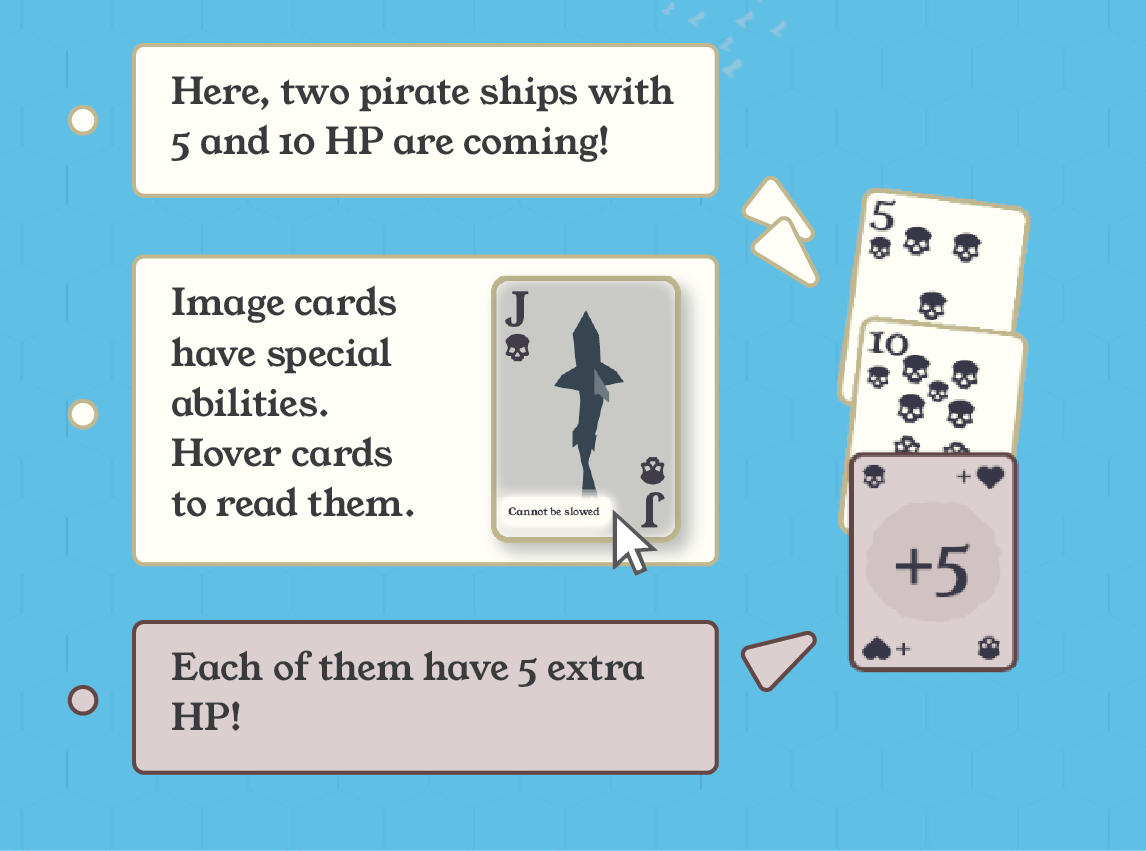 Here, two pirate ships with
5 and 10 HP are coming!
Image cards
have special
abilities.
Hover cards
to read them.
J
Cannot be slowed
J
Each of them have 5 extra
HP!
5
10
+
+5
+